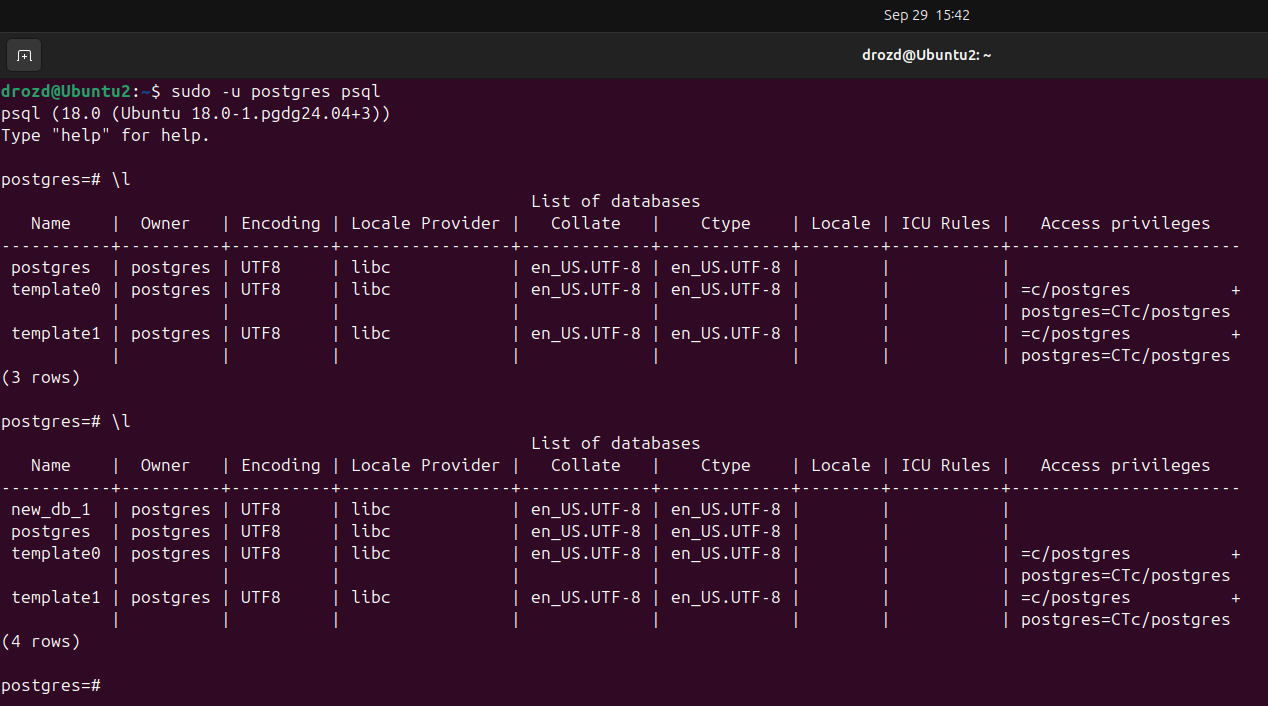 Sep 29 15:42
drozd@Ubuntu2: ~
drozd@Ubuntu2:~$ sudo -u postgres psql
psql (18.0 (Ubuntu 18.0-1.pgdg24.04+3))
Type "help" for help.

postgres=# \l
                                                     List of databases
   Name    |  Owner   | Encoding | Locale Provider |   Collate   |    Ctype    | Locale | ICU Rules |   Access privileges
-----------+----------+----------+-----------------+-------------+-------------+--------+-----------+-----------------------
 postgres  | postgres | UTF8     | libc            | en_US.UTF-8 | en_US.UTF-8 |        |           |
 template0 | postgres | UTF8     | libc            | en_US.UTF-8 | en_US.UTF-8 |        |           | =c/postgres          +
           |          |          |                 |             |             |        |           | postgres=CTc/postgres
 template1 | postgres | UTF8     | libc            | en_US.UTF-8 | en_US.UTF-8 |        |           | =c/postgres          +
           |          |          |                 |             |             |        |           | postgres=CTc/postgres
(3 rows)

postgres=# \l
                                                     List of databases
   Name    |  Owner   | Encoding | Locale Provider |   Collate   |    Ctype    | Locale | ICU Rules |   Access privileges
-----------+----------+----------+-----------------+-------------+-------------+--------+-----------+-----------------------
 new_db_1  | postgres | UTF8     | libc            | en_US.UTF-8 | en_US.UTF-8 |        |           |
 postgres  | postgres | UTF8     | libc            | en_US.UTF-8 | en_US.UTF-8 |        |           |
 template0 | postgres | UTF8     | libc            | en_US.UTF-8 | en_US.UTF-8 |        |           | =c/postgres          +
           |          |          |                 |             |             |        |           | postgres=CTc/postgres
 template1 | postgres | UTF8     | libc            | en_US.UTF-8 | en_US.UTF-8 |        |           | =c/postgres          +
           |          |          |                 |             |             |        |           | postgres=CTc/postgres
(4 rows)

postgres=#